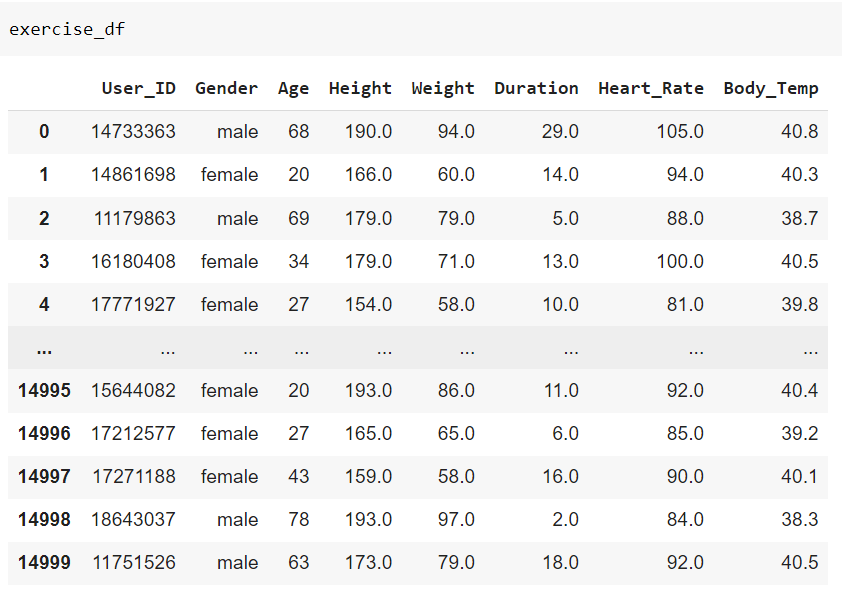 exercise_df
User_ID Gender Age Height Weight Duration Heart_Rate Body_Temp
0 14733363 male 68 190.0 94.0 29.0 105.0 40.8
1 14861698 female 20 166.0 60.0 14.0 94.0 40.3
2 11179863 male 69 179.0 79.0 5.0 88.0 38.7
3 16180408 female 34 179.0 71.0 13.0 100.0 40.5
4 17771927 female 27 154.0 58.0 10.0 81.0 39.8
... ... ... ... ... ... ... ... ...
14995 15644082 female 20 193.0 86.0 11.0 92.0 40.4
14996 17212577 female 27 165.0 65.0 6.0 85.0 39.2
14997 17271188 female 43 159.0 58.0 16.0 90.0 40.1
14998 18643037 male 78 193.0 97.0 2.0 84.0 38.3
14999 11751526 male 63 173.0 79.0 18.0 92.0 40.5